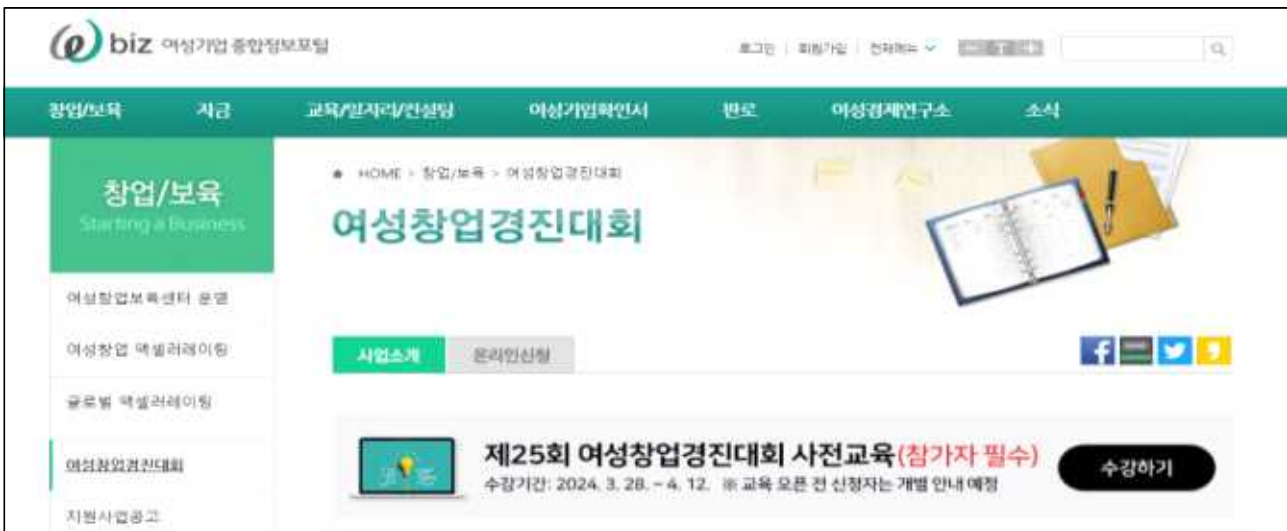 biz 여성기업 종합정보포털
로그인 | 회원가입 | 전체메뉴
창업/보육 자금 교육/일자리/컨설팅 여성기업확인서 판로 여성경제연구소 소식
창업/보육
Starting a Business
HOME > 창업/보육 > 여성창업경진대회
여성창업경진대회
여성창업보육센터 운영
여성창업 액셀러레이팅
글로벌 액셀러레이팅
여성창업경진대회
지원사업공고
사업소개 온라인신청
제25회 여성창업경진대회 사전교육(참가자 필수)
수강기간: 2024. 3. 28. ~ 4. 12. ※ 교육 오픈 전 신청자는 개별 안내 예정
수강하기